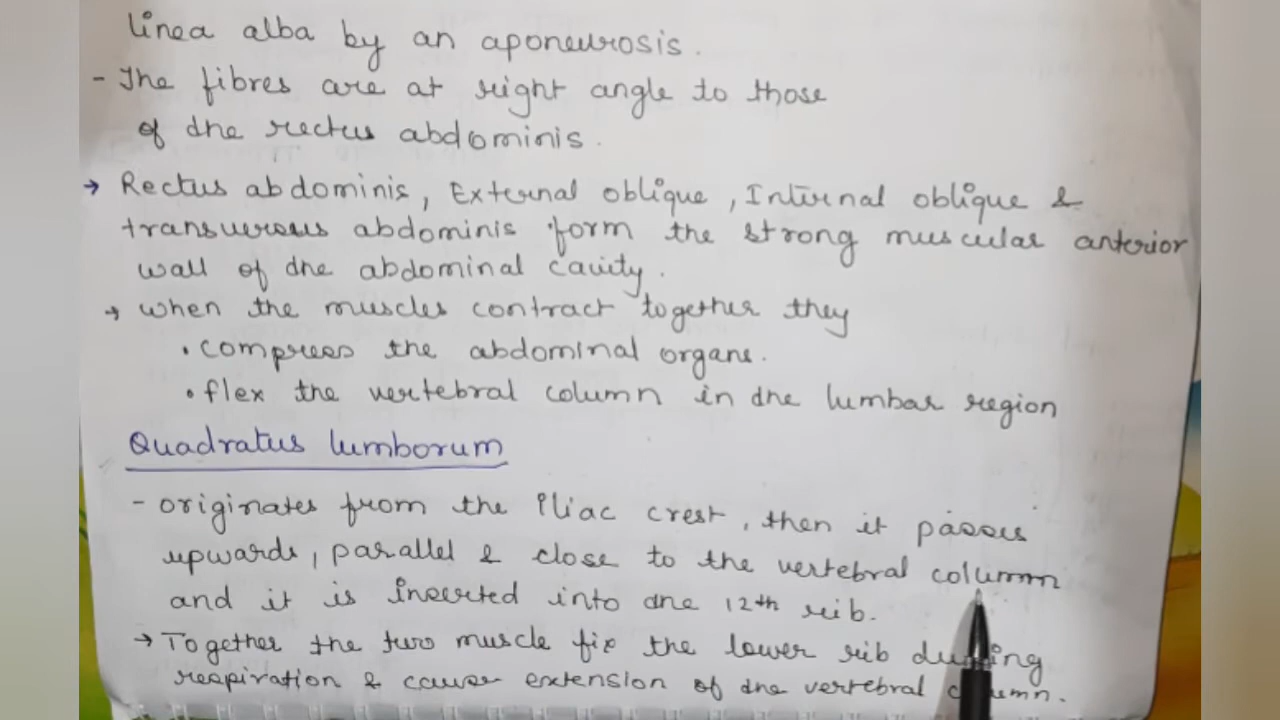 linea alba by an aponeurosis.
- The fibres are at right angle to those
of the rectus abdominis.
→ Rectus abdominis, External oblique, Internal oblique &
transverous abdominis form the strong muscular anterior
wall of the abdominal cavity.
→ when the muscles contract together they
• compress the abdominal organs.
• flex the vertebral column in the lumbar region
Quadratus lumborum
- originates from the Iliac crest, then it passes
upwards, parallel & close to the vertebral column
and it is inserted into the 12th rib.
→ Together the two muscle fix the lower rib during
respiration & cause extension of the vertebral column.